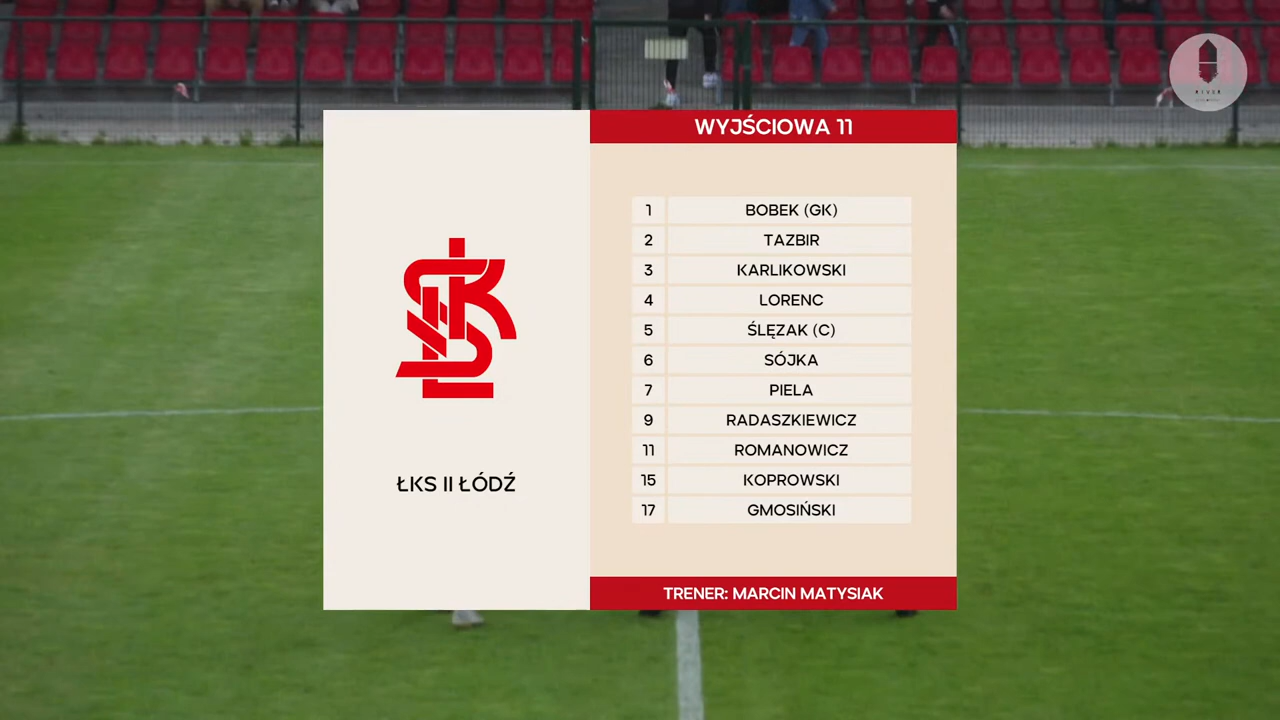 WYJŚCIOWA 11
1 BOBEK (GK)
2 TAZBIR
3 KARLIKOWSKI
4 LORENC
5 ŚLĘZAK (C)
6 SÓJKA
7 PIELA
9 RADASZKIEWICZ
11 ROMANOWICZ
15 KOPROWSKI
17 GMOSIŃSKI
TRENER: MARCIN MATYSIAK
ŁKS
ŁKS II ŁÓDŹ